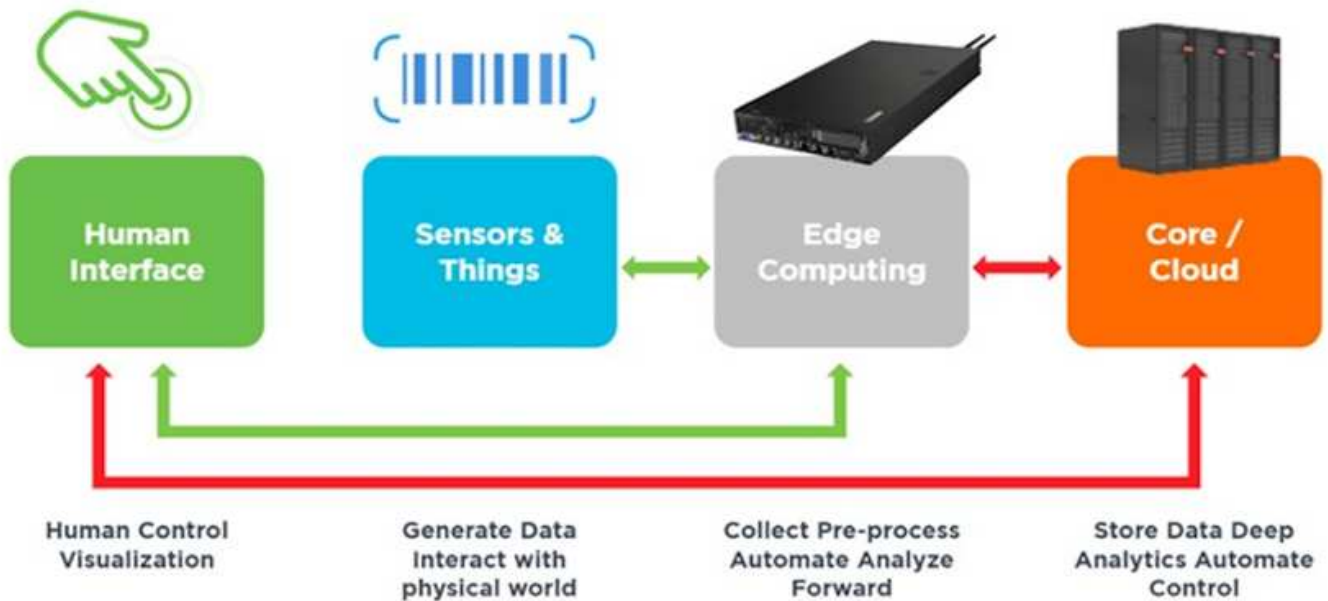 Human
Interface
Sensors &
Things
Edge
Computing
Core /
Cloud
Human Control
Visualization
Generate Data
Interact with
physical world
Collect Pre-process
Automate Analyze
Forward
Store Data Deep
Analytics Automate
Control